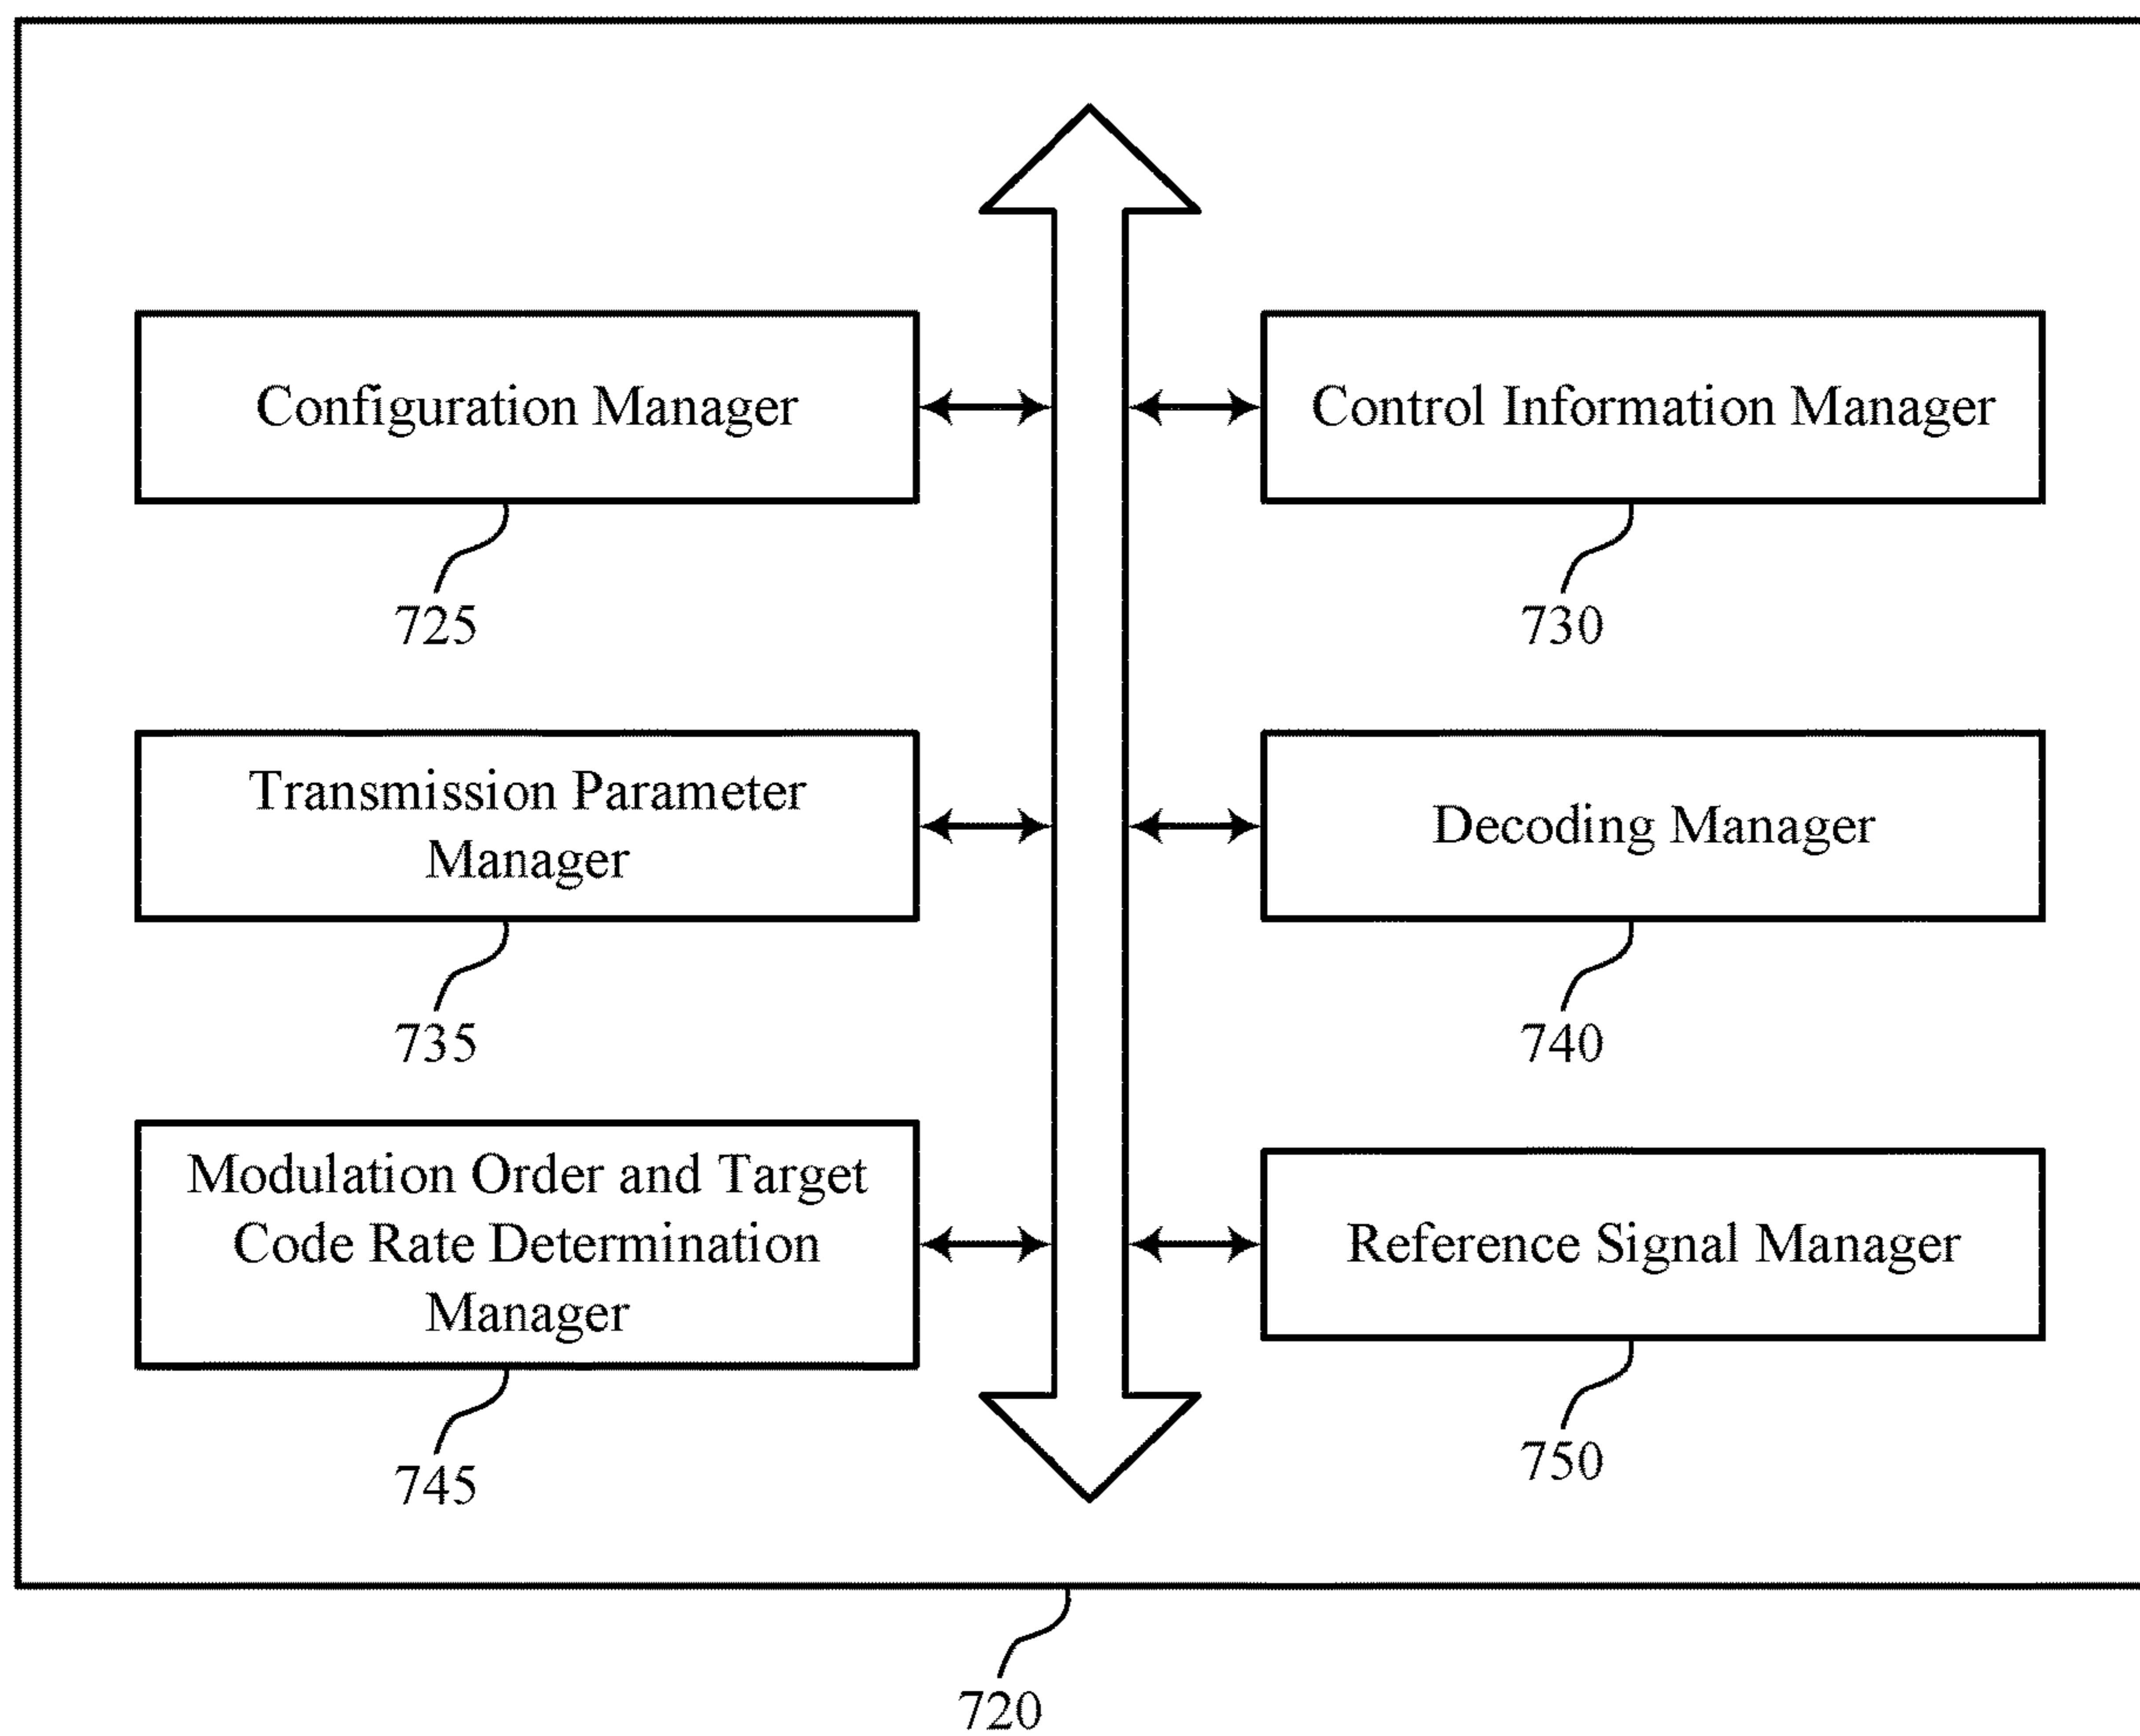 Configuration Manager
Control Information Manager
725
730
Transmission Parameter
Manager
Decoding Manager
735
740
Modulation Order and Target
Code Rate Determination
Manager
Reference Signal Manager
745
750
720